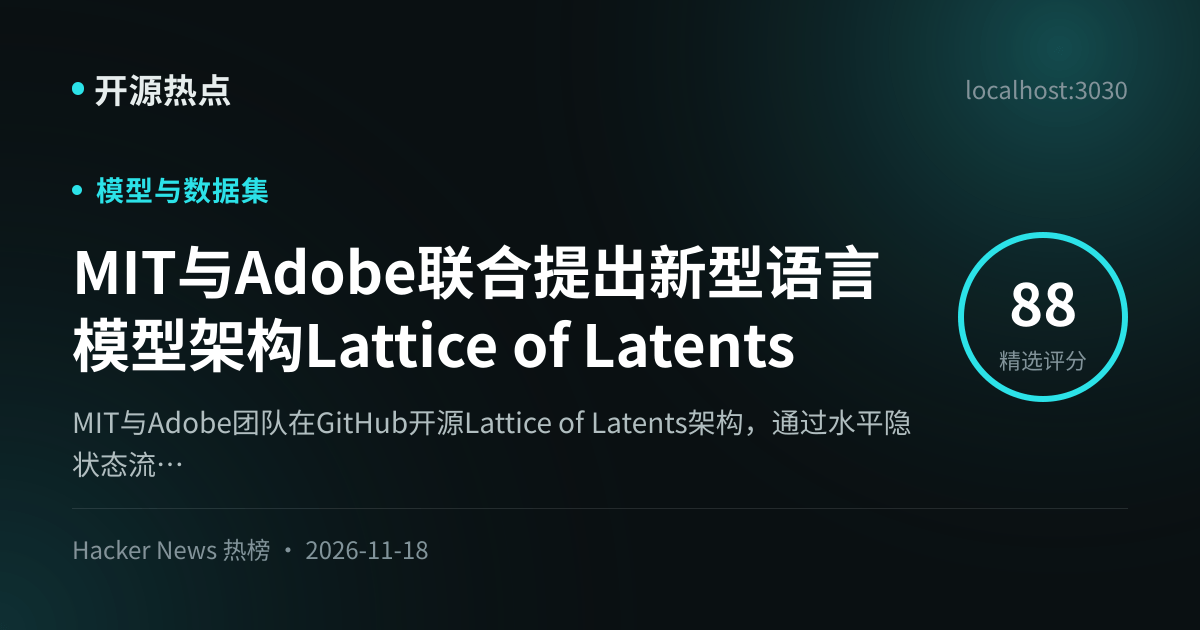 开源热点
localhost:3030
模型与数据集
MIT与Adobe联合提出新型语言
模型架构Lattice of Latents
88
精选评分
MIT与Adobe团队在GitHub开源Lattice of Latents架构，通过水平隐
状态流…
Hacker News 热榜 · 2026-11-18